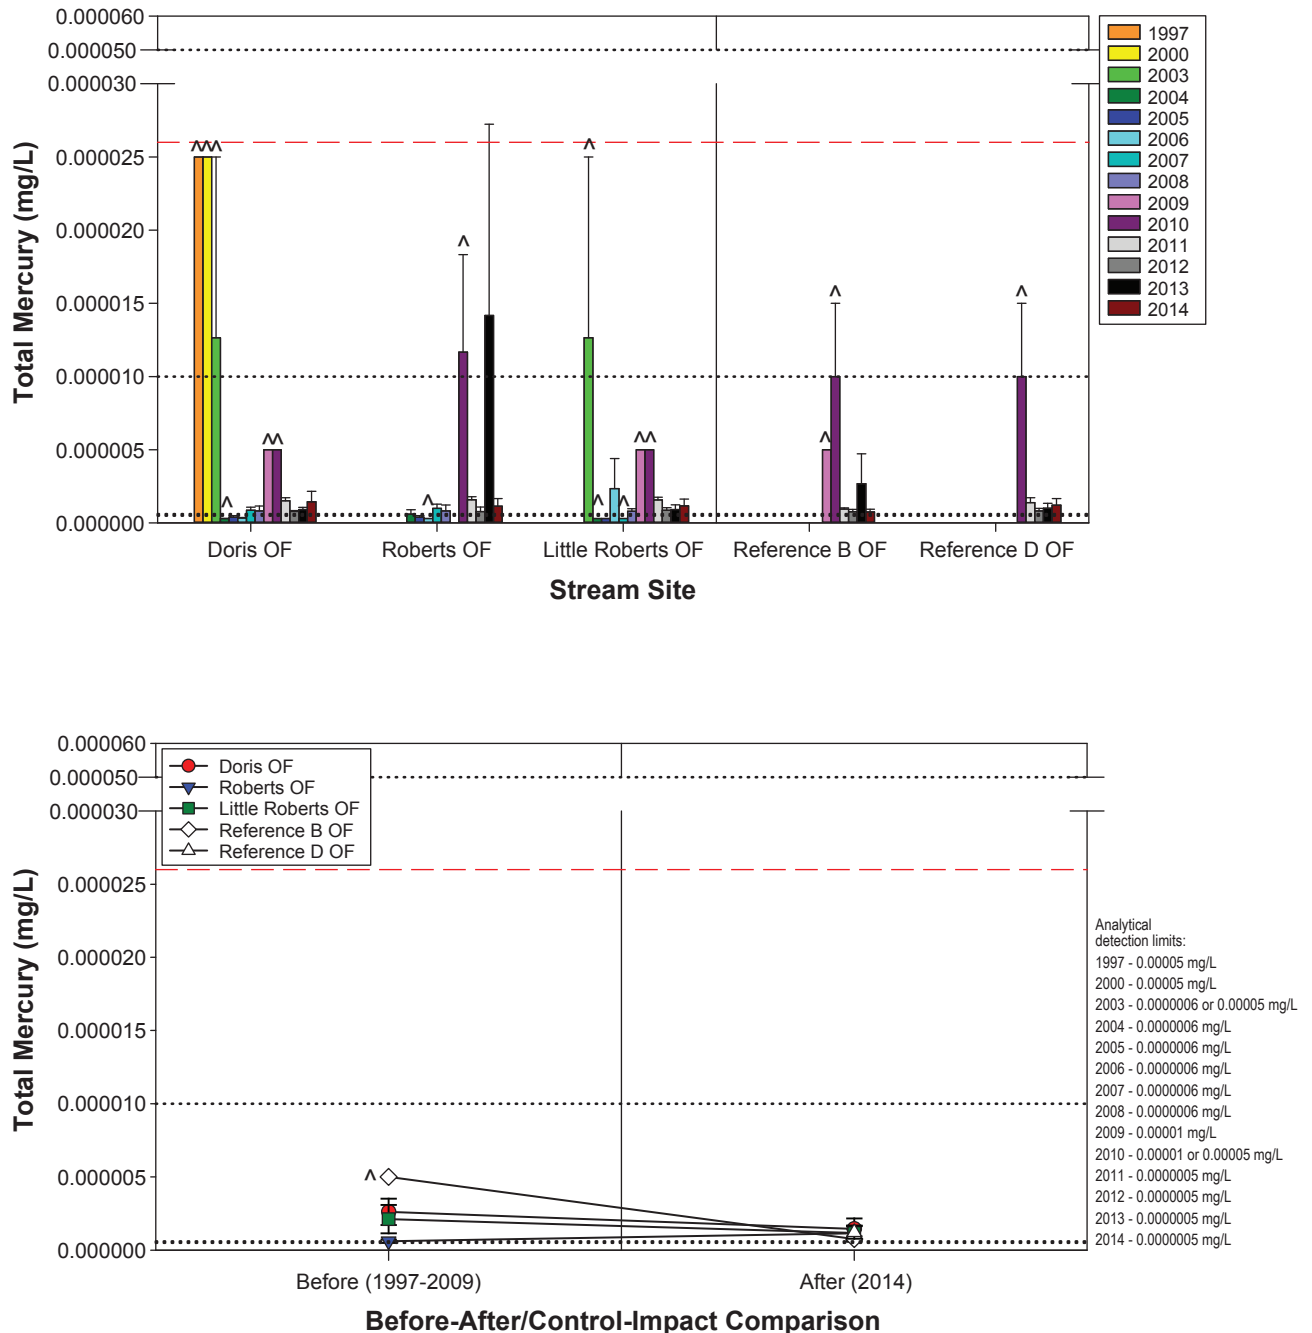 0.000060
0.000050
0.000030
0.000025
0.000020
0.000015
0.000010
0.000005
0.000000
Total Mercury (mg/L)
^^^
^
^^
^
^
^
^
^
^
^^
^
^
^
Doris OF
Roberts OF
Little Roberts OF
Reference B OF
Reference D OF
Stream Site
1997
2000
2003
2004
2005
2006
2007
2008
2009
2010
2011
2012
2013
2014
0.000060
0.000050
0.000030
0.000025
0.000020
0.000015
0.000010
0.000005
0.000000
Total Mercury (mg/L)
Doris OF
Roberts OF
Little Roberts OF
Reference B OF
Reference D OF
^
Before (1997-2009)
After (2014)
Before-After/Control-Impact Comparison
Analytical
detection limits:
1997 - 0.00005 mg/L
2000 - 0.00005 mg/L
2003 - 0.0000006 or 0.00005 mg/L
2004 - 0.0000006 mg/L
2005 - 0.0000006 mg/L
2006 - 0.0000006 mg/L
2007 - 0.0000006 mg/L
2008 - 0.0000006 mg/L
2009 - 0.00001 mg/L
2010 - 0.00001 or 0.00005 mg/L
2011 - 0.0000005 mg/L
2012 - 0.0000005 mg/L
2013 - 0.0000005 mg/L
2014 - 0.0000005 mg/L